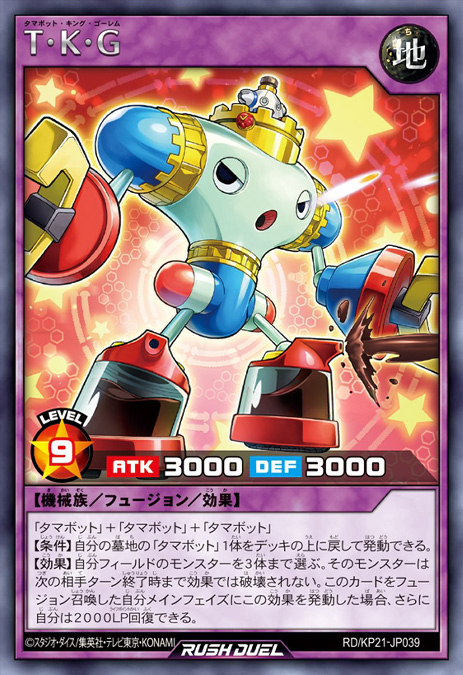 タマボット・キング・ゴーレム
T・K・G
地
LEVEL
9
ATK 3000 DEF 3000
【機械族／フュージョン／効果】
「タマボット」＋「タマボット」＋「タマボット」
【条件】自分の墓地の「タマボット」1体をデッキの上に戻して発動できる。
【効果】自分フィールドのモンスターを3体まで選ぶ。そのモンスターは
次の相手ターン終了時まで効果では破壊されない。このカードをフュー
ジョン召喚した自分メインフェイズにこの効果を発動した場合、さらに
自分は2000LP回復できる。
©スタジオ・ダイス/集英社・テレビ東京・KONAMI
RUSH DUEL
RD/KP21-JP039